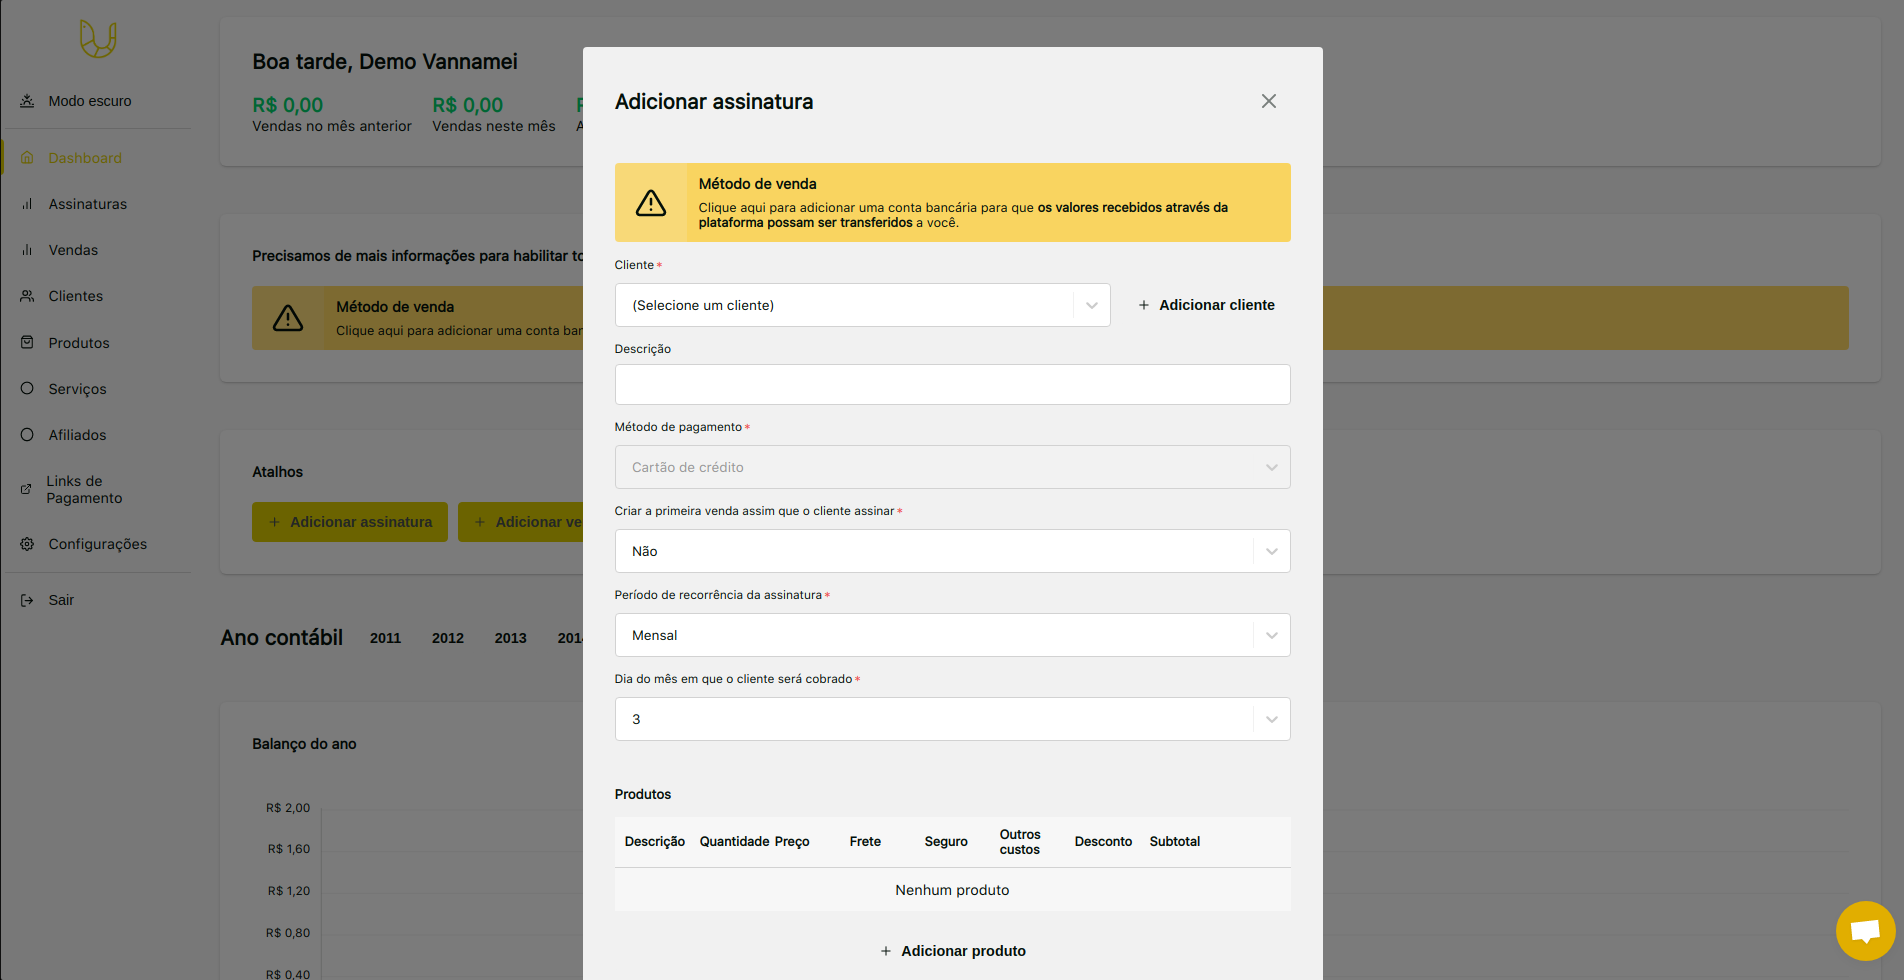 Modo escuro
Dashboard
Assinaturas
Vendas
Clientes
Produtos
Serviços
Afiliados
Links de
Pagamento
Configurações
Sair
Boa tarde, Demo Vannamei
R$ 0,00
Vendas no mês anterior
R$ 0,00
Vendas neste mês
Precisamos de mais informações para habilitar
Método de venda
Clique aqui para adicionar uma conta
Atalhos
+ Adicionar assinatura
+ Adicionar
Ano contábil 2011 2012 2013
Balanço do ano
R$ 2,00
R$ 1,60
R$ 1,20
R$ 0,80
R$ 0,40
Adicionar assinatura
Método de venda
Clique aqui para adicionar uma conta bancária para que os valores recebidos através da
plataforma possam ser transferidos a você.
Cliente *
(Selecione um cliente)
+ Adicionar cliente
Descrição
Método de pagamento *
Cartão de crédito
Criar a primeira venda assim que o cliente assinar *
Não
Período de recorrência da assinatura *
Mensal
Dia do mês em que o cliente será cobrado *
3
Produtos
Descrição Quantidade Preço Frete Seguro Outros custos Desconto Subtotal
Nenhum produto
+ Adicionar produto